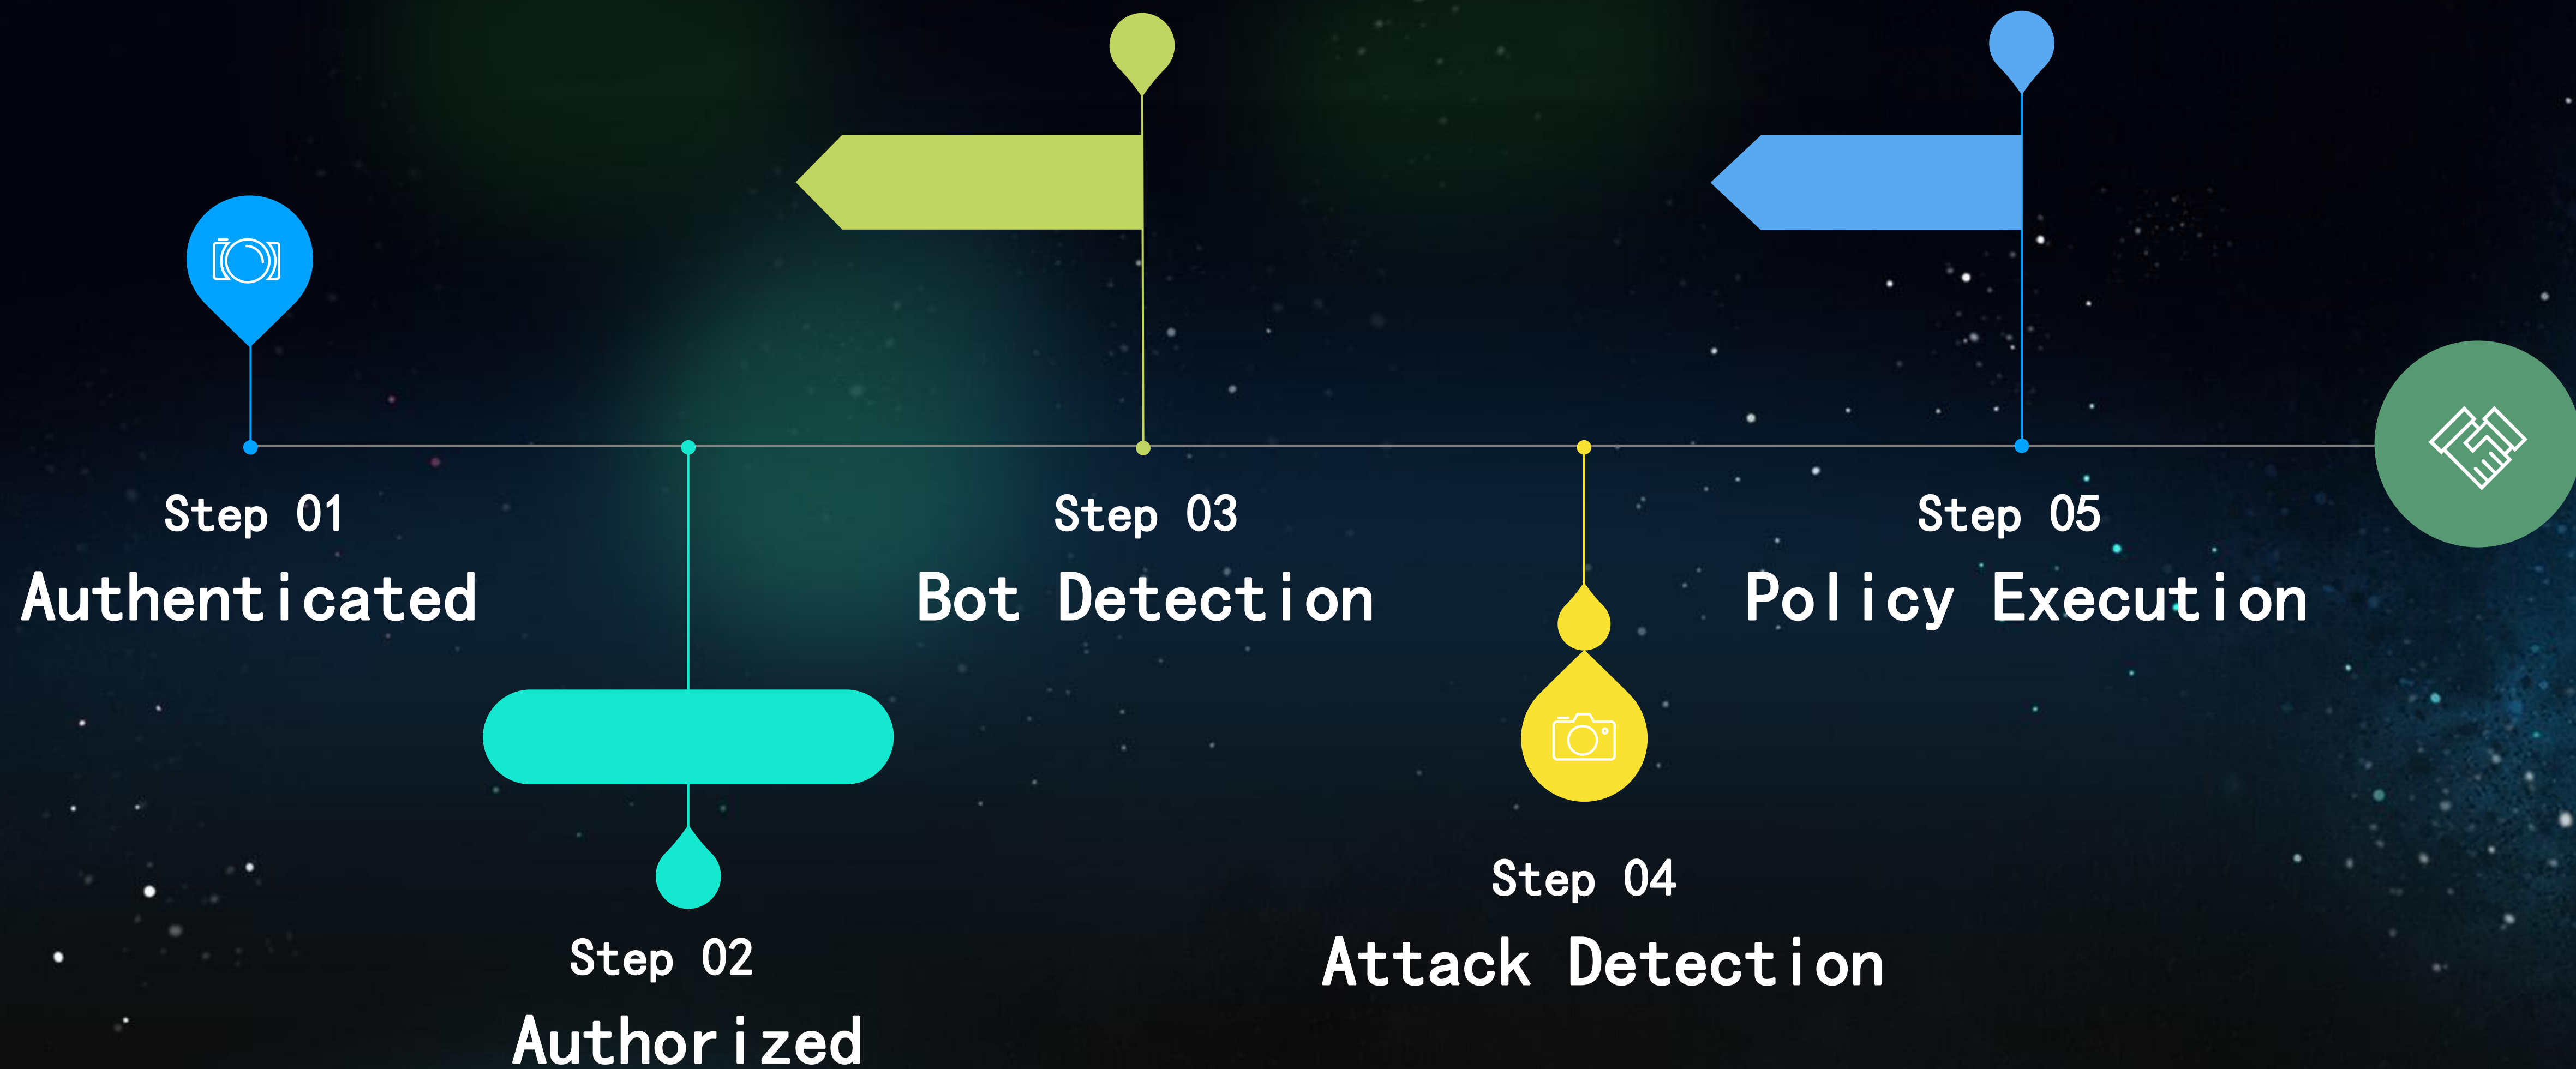 Step 01
Authenticated
Step 02
Authorized
Step 03
Bot Detection
Step 04
Attack Detection
Step 05
Policy Execution